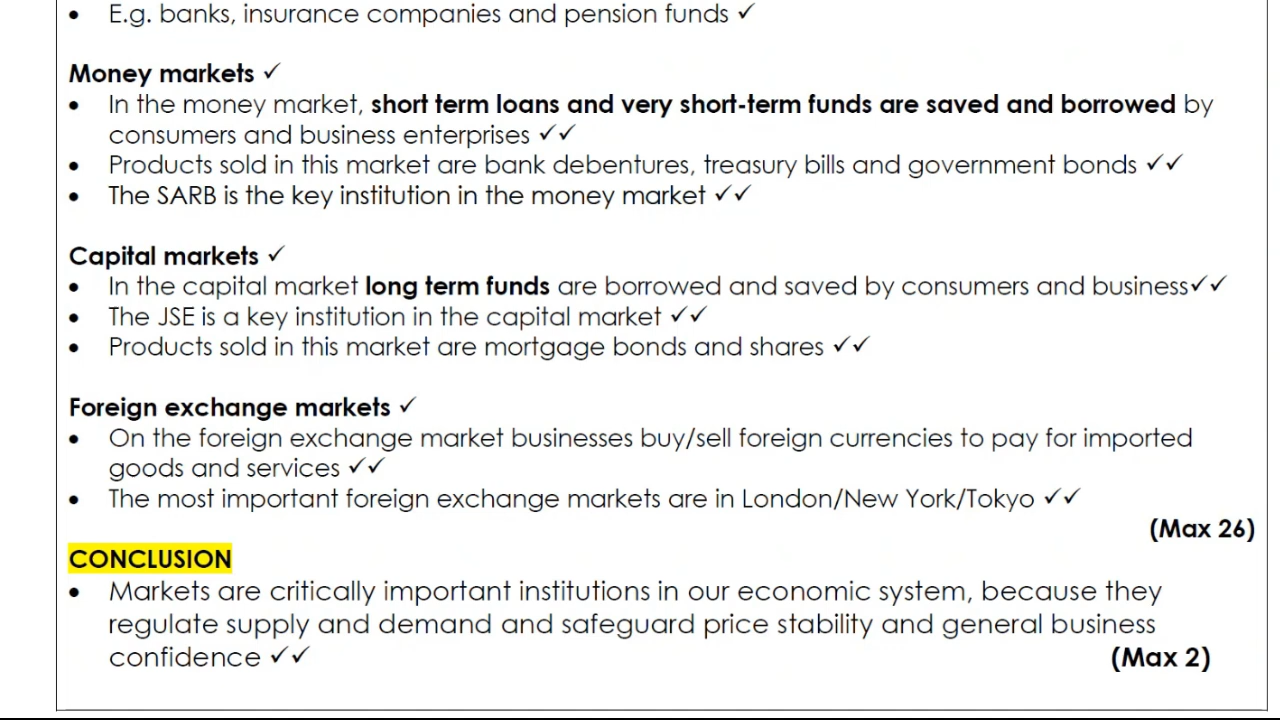 • E.g. banks, insurance companies and pension funds ✓
Money markets ✓
• In the money market, short term loans and very short-term funds are saved and borrowed by
consumers and business enterprises ✓✓
• Products sold in this market are bank debentures, treasury bills and government bonds ✓✓
• The SARB is the key institution in the money market ✓✓
Capital markets ✓
• In the capital market long term funds are borrowed and saved by consumers and business✓✓
• The JSE is a key institution in the capital market ✓✓
• Products sold in this market are mortgage bonds and shares ✓✓
Foreign exchange markets ✓
• On the foreign exchange market businesses buy/sell foreign currencies to pay for imported
goods and services ✓✓
• The most important foreign exchange markets are in London/New York/Tokyo ✓✓
(Max 26)
CONCLUSION
• Markets are critically important institutions in our economic system, because they
regulate supply and demand and safeguard price stability and general business
confidence ✓✓ (Max 2)